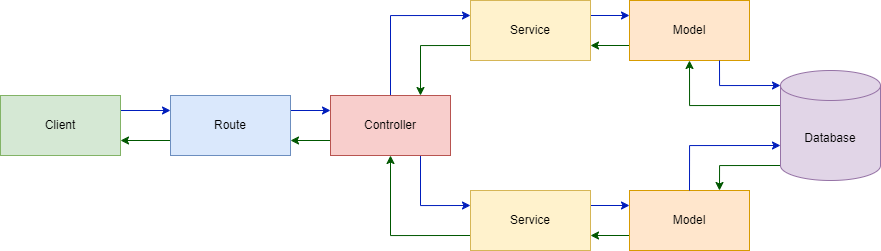 Service
Model
Client
Route
Controller
Database
Service
Model